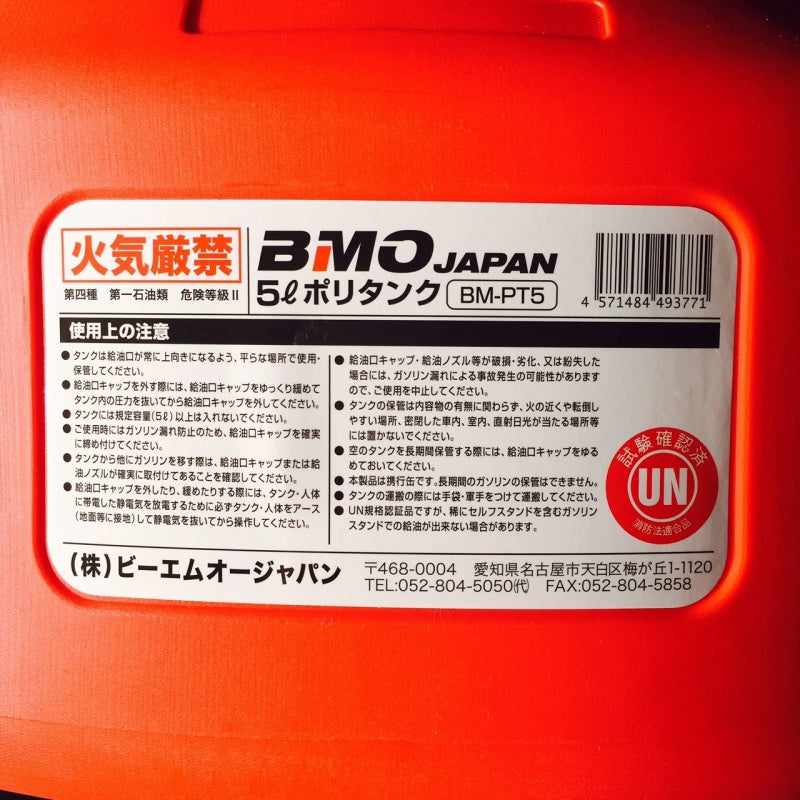 火気厳禁
第四種 第一石油類 危険等級Ⅱ
BMO JAPAN
5ℓポリタンク BM-PT5
4 571484 493771
使用上の注意
● タンクは給油口が常に上向きになるよう、平らな場所で使用・
保管してください。
● 給油口キャップを外す際には、給油口キャップをゆっくり緩めて
タンク内の圧力を抜いてから給油口キャップを外してください。
● タンクには規定容量(5ℓ)以上は入れないでください。
● ご使用時にはガソリン漏れ防止のため、給油口キャップを確実
に締め付けてください。
● タンクから他にガソリンを移す際は、給油口キャップまたは給
油ノズルが確実に取付けてあることを確認してください。
● 給油口キャップを外したり、緩めたりする際には、タンク・人体
に帯電した静電気を放電するために必ずタンク・人体をアース
(地面等に接地)して静電気を抜いてから操作してください。
● 給油口キャップ・給油ノズル等が破損・劣化、又は紛失した
場合には、ガソリン漏れによる事故発生の可能性があります
ので、ご使用を中止してください。
● タンクの保管は内容物の有無に関わらず、火の近くや転倒し
やすい場所、密閉した車内、室内、直射日光が当たる場所等
には置かないでください。
● 空のタンクを長期間保管する際には、給油口キャップをゆる
めておいてください。
● 本製品は携行缶です。長期間のガソリンの保管はできません。
● タンクの運搬の際には手袋・軍手をつけて運搬してください。
● UN規格認証品ですが、稀にセルフスタンドを含むガソリン
スタンドでの給油が出来ない場合があります。
試験確認済
UN
消防法適合品
(株)ビーエムオージャパン
〒468-0004 愛知県名古屋市天白区梅が丘1-1120
TEL:052-804-5050㈹ FAX:052-804-5858